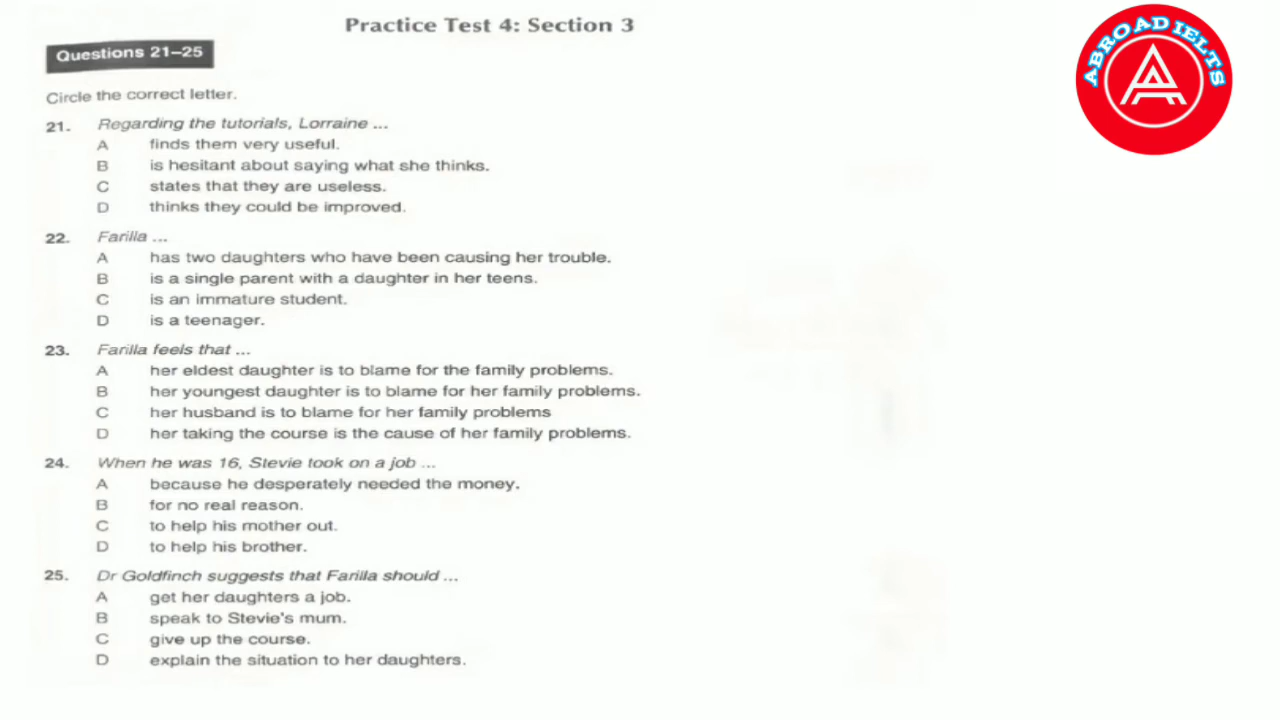 Practice Test 4: Section 3
ABROAD IELTS
Questions 21–25
Circle the correct letter.
21. Regarding the tutorials, Lorraine ...
A finds them very useful.
B is hesitant about saying what she thinks.
C states that they are useless.
D thinks they could be improved.
22. Farilla ...
A has two daughters who have been causing her trouble.
B is a single parent with a daughter in her teens.
C is an immature student.
D is a teenager.
23. Farilla feels that ...
A her eldest daughter is to blame for the family problems.
B her youngest daughter is to blame for her family problems.
C her husband is to blame for her family problems
D her taking the course is the cause of her family problems.
24. When he was 16, Stevie took on a job ...
A because he desperately needed the money.
B for no real reason.
C to help his mother out.
D to help his brother.
25. Dr Goldfinch suggests that Farilla should ...
A get her daughters a job.
B speak to Stevie's mum.
C give up the course.
D explain the situation to her daughters.